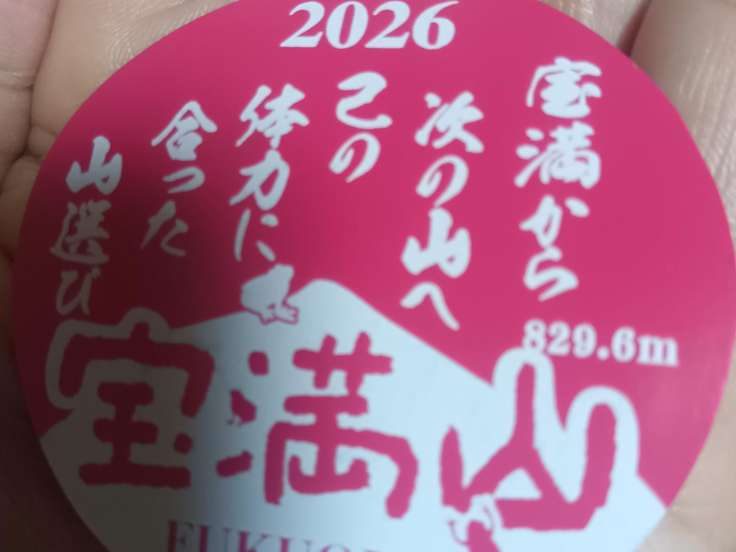 2026
宝満から
次の山へ
己の
体力に
合った
山選び
829.6m
宝満山